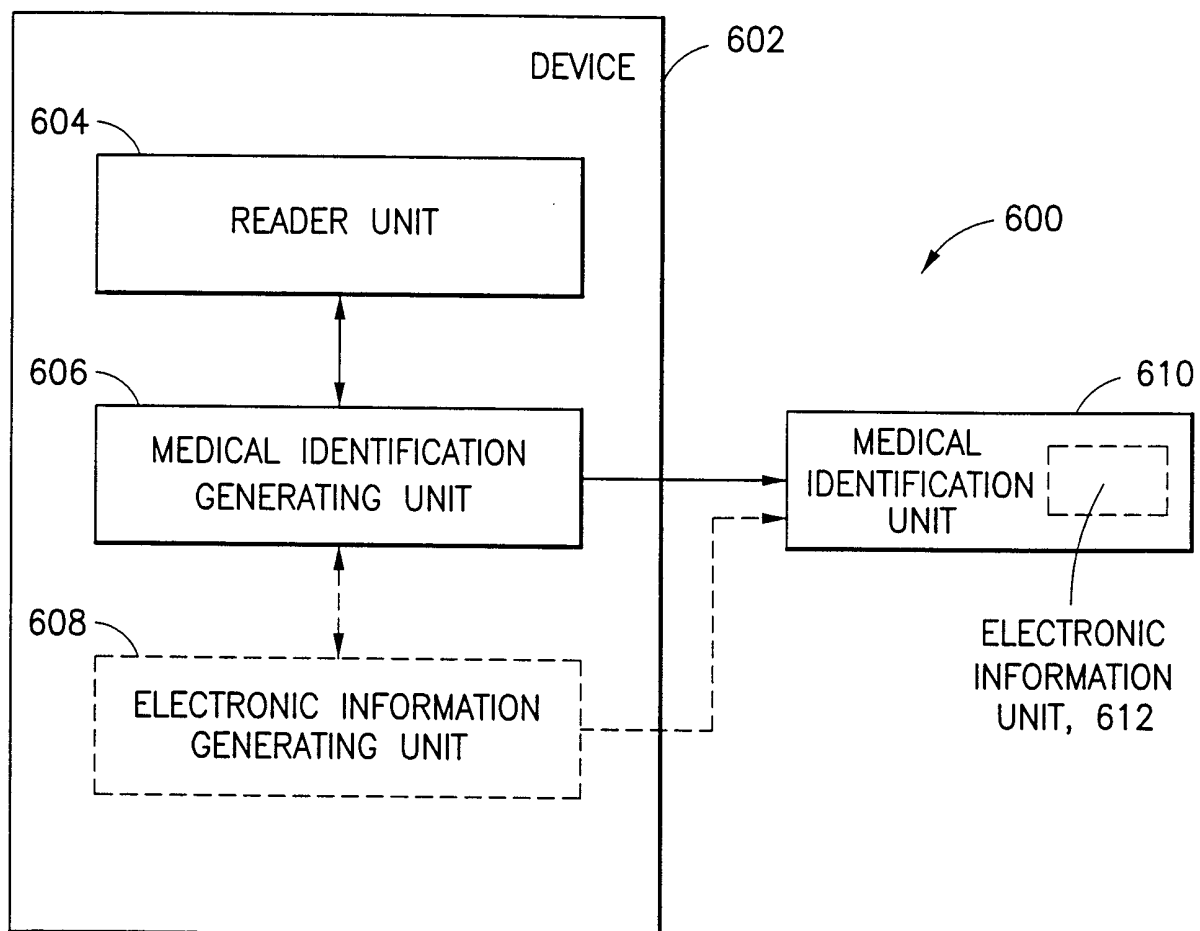 602
DEVICE
604
READER UNIT
600
606
MEDICAL IDENTIFICATION
GENERATING UNIT
610
MEDICAL
IDENTIFICATION
UNIT
608
ELECTRONIC INFORMATION
GENERATING UNIT
ELECTRONIC
INFORMATION
UNIT, 612